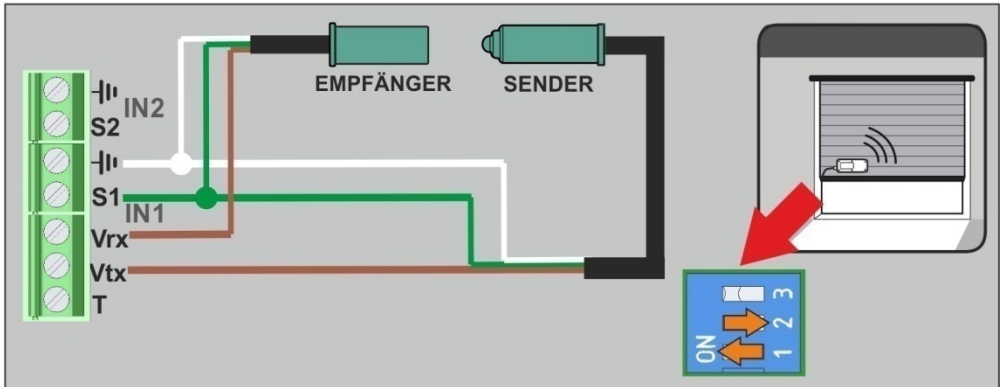 IN2
S2
S1
IN1
Vrx
Vtx
T
EMPFÄNGER
SENDER
ON
1 2 3